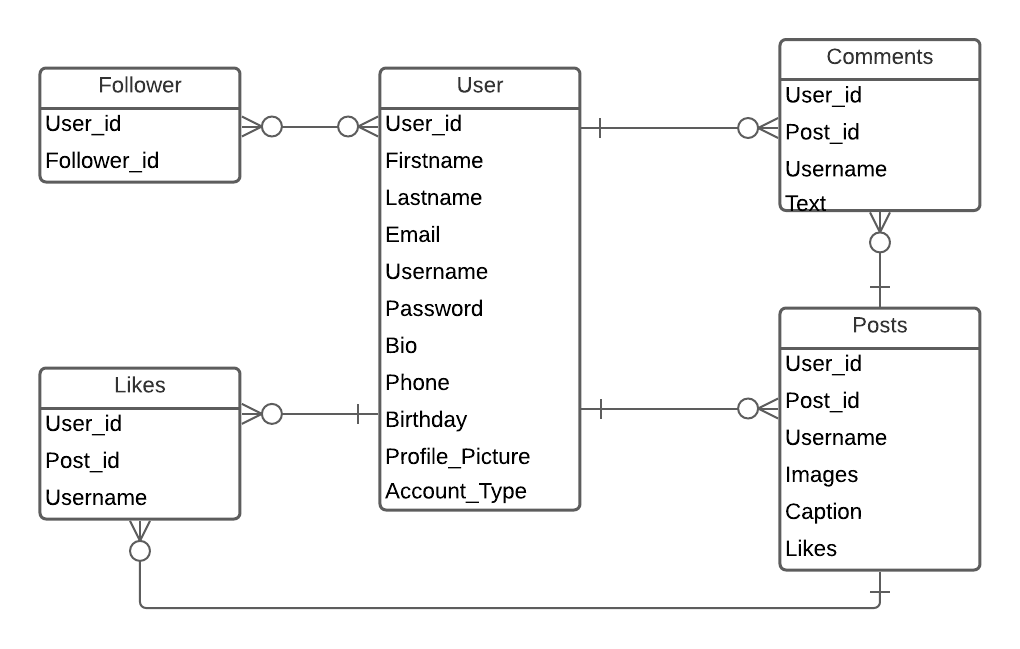 Follower
User_id
Follower_id
User
User_id
Firstname
Lastname
Email
Username
Password
Bio
Phone
Birthday
Profile_Picture
Account_Type
Comments
User_id
Post_id
Username
Text
Likes
User_id
Post_id
Username
Posts
User_id
Post_id
Username
Images
Caption
Likes